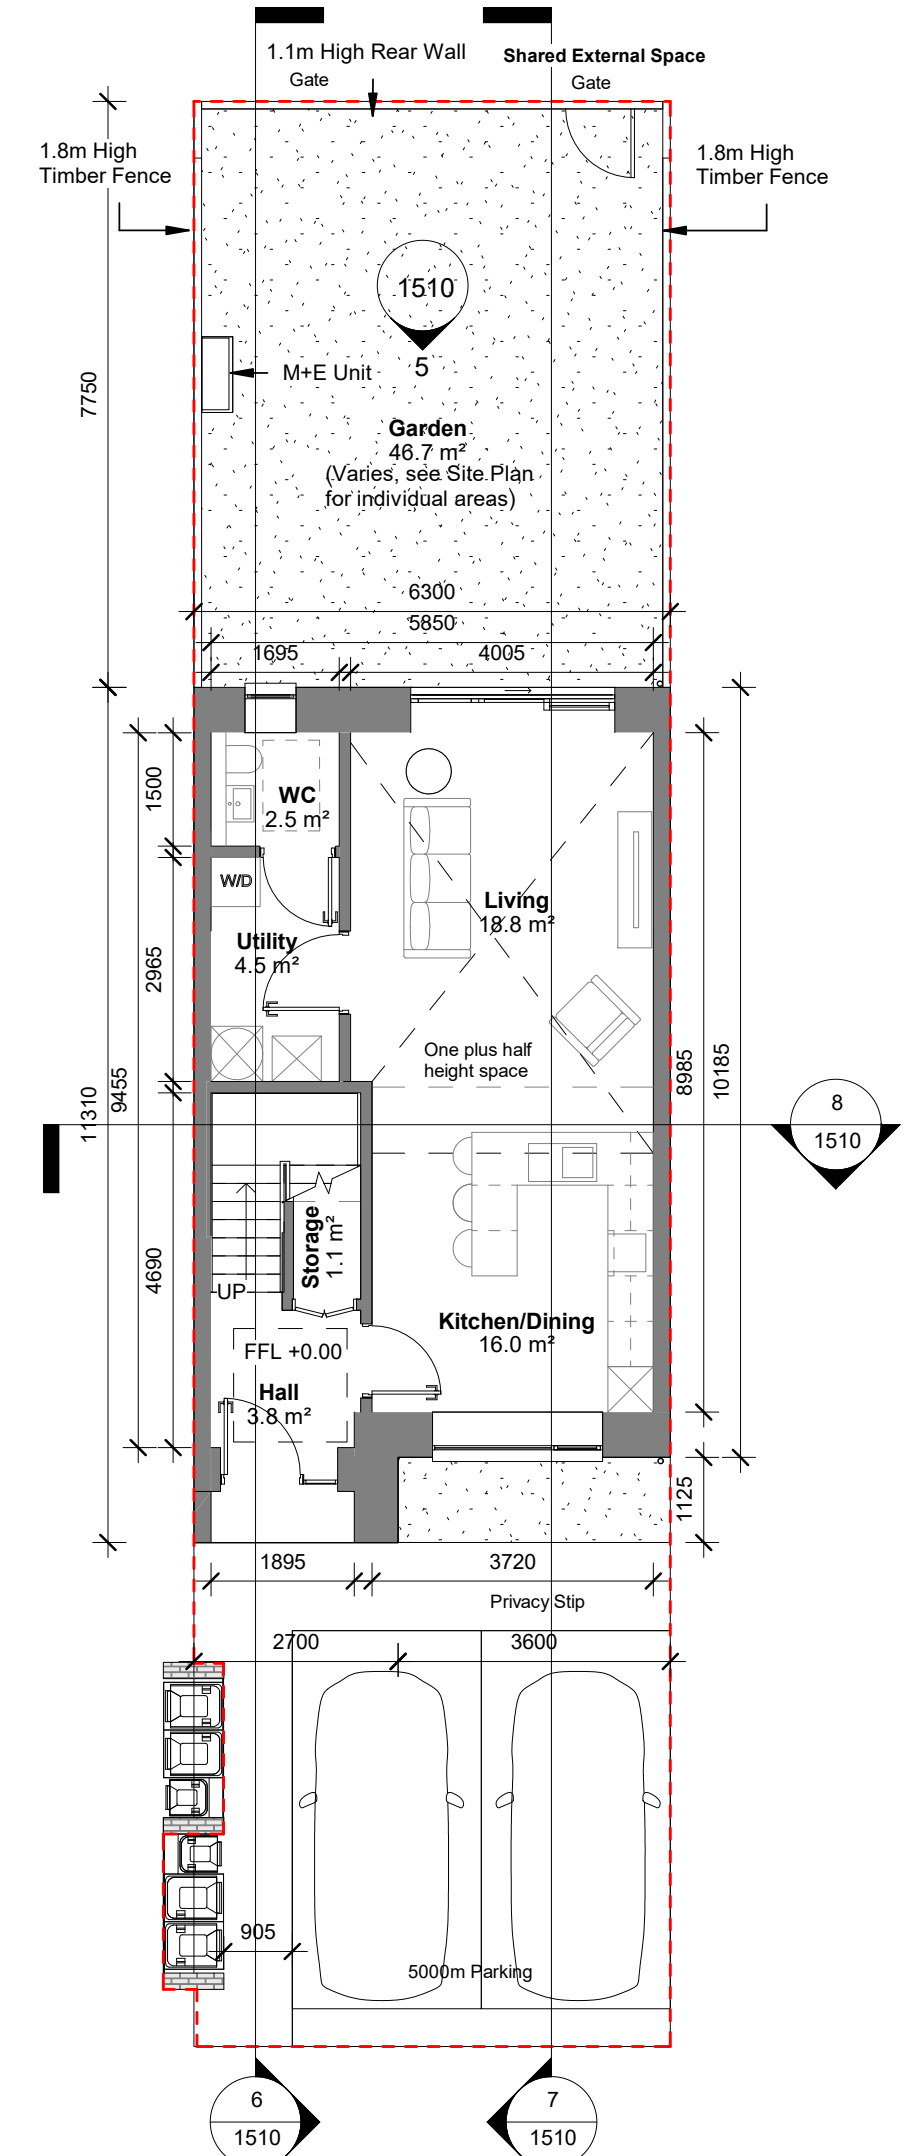 1.1m High Rear Wall
Shared External Space
Gate
Gate
1.8m High
Timber Fence
1.8m High
Timber Fence
1510
5
M+E Unit
7750
Garden
46.7 m²
(Varies, see Site Plan
for individual areas)
6300
5850
1695
4005
1500
WC
2.5 m²
W/D
Living
18.8 m²
Utility
4.5 m²
2965
One plus half
height space
11310
9455
8985
10185
8
1510
Storage
1.1 m²
4690
UP
Kitchen/Dining
16.0 m²
FFL +0.00
Hall
3.8 m²
1125
1895
3720
Privacy Stip
2700
3600
905
5000m Parking
6
1510
7
1510